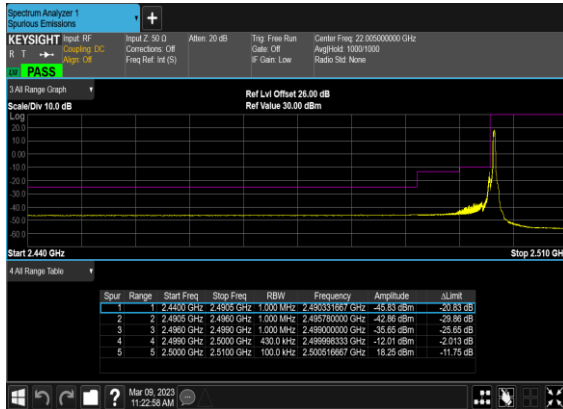 Spectrum Analyzer 1
Spurious Emissions
+
KEYSIGHT Input: RF Input Z: 50 Ω Atten: 20 dB Trig: Free Run Center Freq: 22.005000000 GHz
R T Coupling: DC Corrections: Off Gate: Off Avg|Hold: 1000/1000
Align: Off Freq Ref: Int (S) IF Gain: Low Radio Std: None
PASS
3 All Range Graph
Ref Lvl Offset 26.00 dB
Scale/Div 10.0 dB Ref Value 30.00 dBm
Log
20.0
10.0
0.00
-10.0
-20.0
-30.0
-40.0
-50.0
-60.0
Start 2.440 GHz Stop 2.510 GH
4 All Range Table
Spur Range Start Freq Stop Freq RBW Frequency Amplitude ΔLimit
1 1 2.4400 GHz 2.4905 GHz 1.000 MHz 2.490331667 GHz -45.83 dBm -20.83 dB
2 2 2.4905 GHz 2.4960 GHz 1.000 MHz 2.495780000 GHz -42.86 dBm -29.86 dB
3 3 2.4960 GHz 2.4990 GHz 1.000 MHz 2.499000000 GHz -35.65 dBm -25.65 dB
4 4 2.4990 GHz 2.5000 GHz 430.0 kHz 2.499998333 GHz -12.01 dBm -2.013 dB
5 5 2.5000 GHz 2.5100 GHz 100.0 kHz 2.500516667 GHz 18.25 dBm -11.75 dB
?
Mar 09, 2023
11:22:58 AM